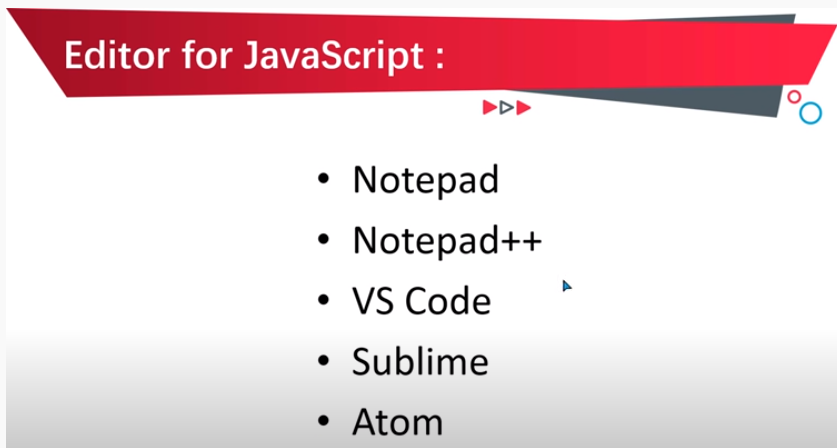 Editor for JavaScript :
• Notepad
• Notepad++
• VS Code
• Sublime
• Atom